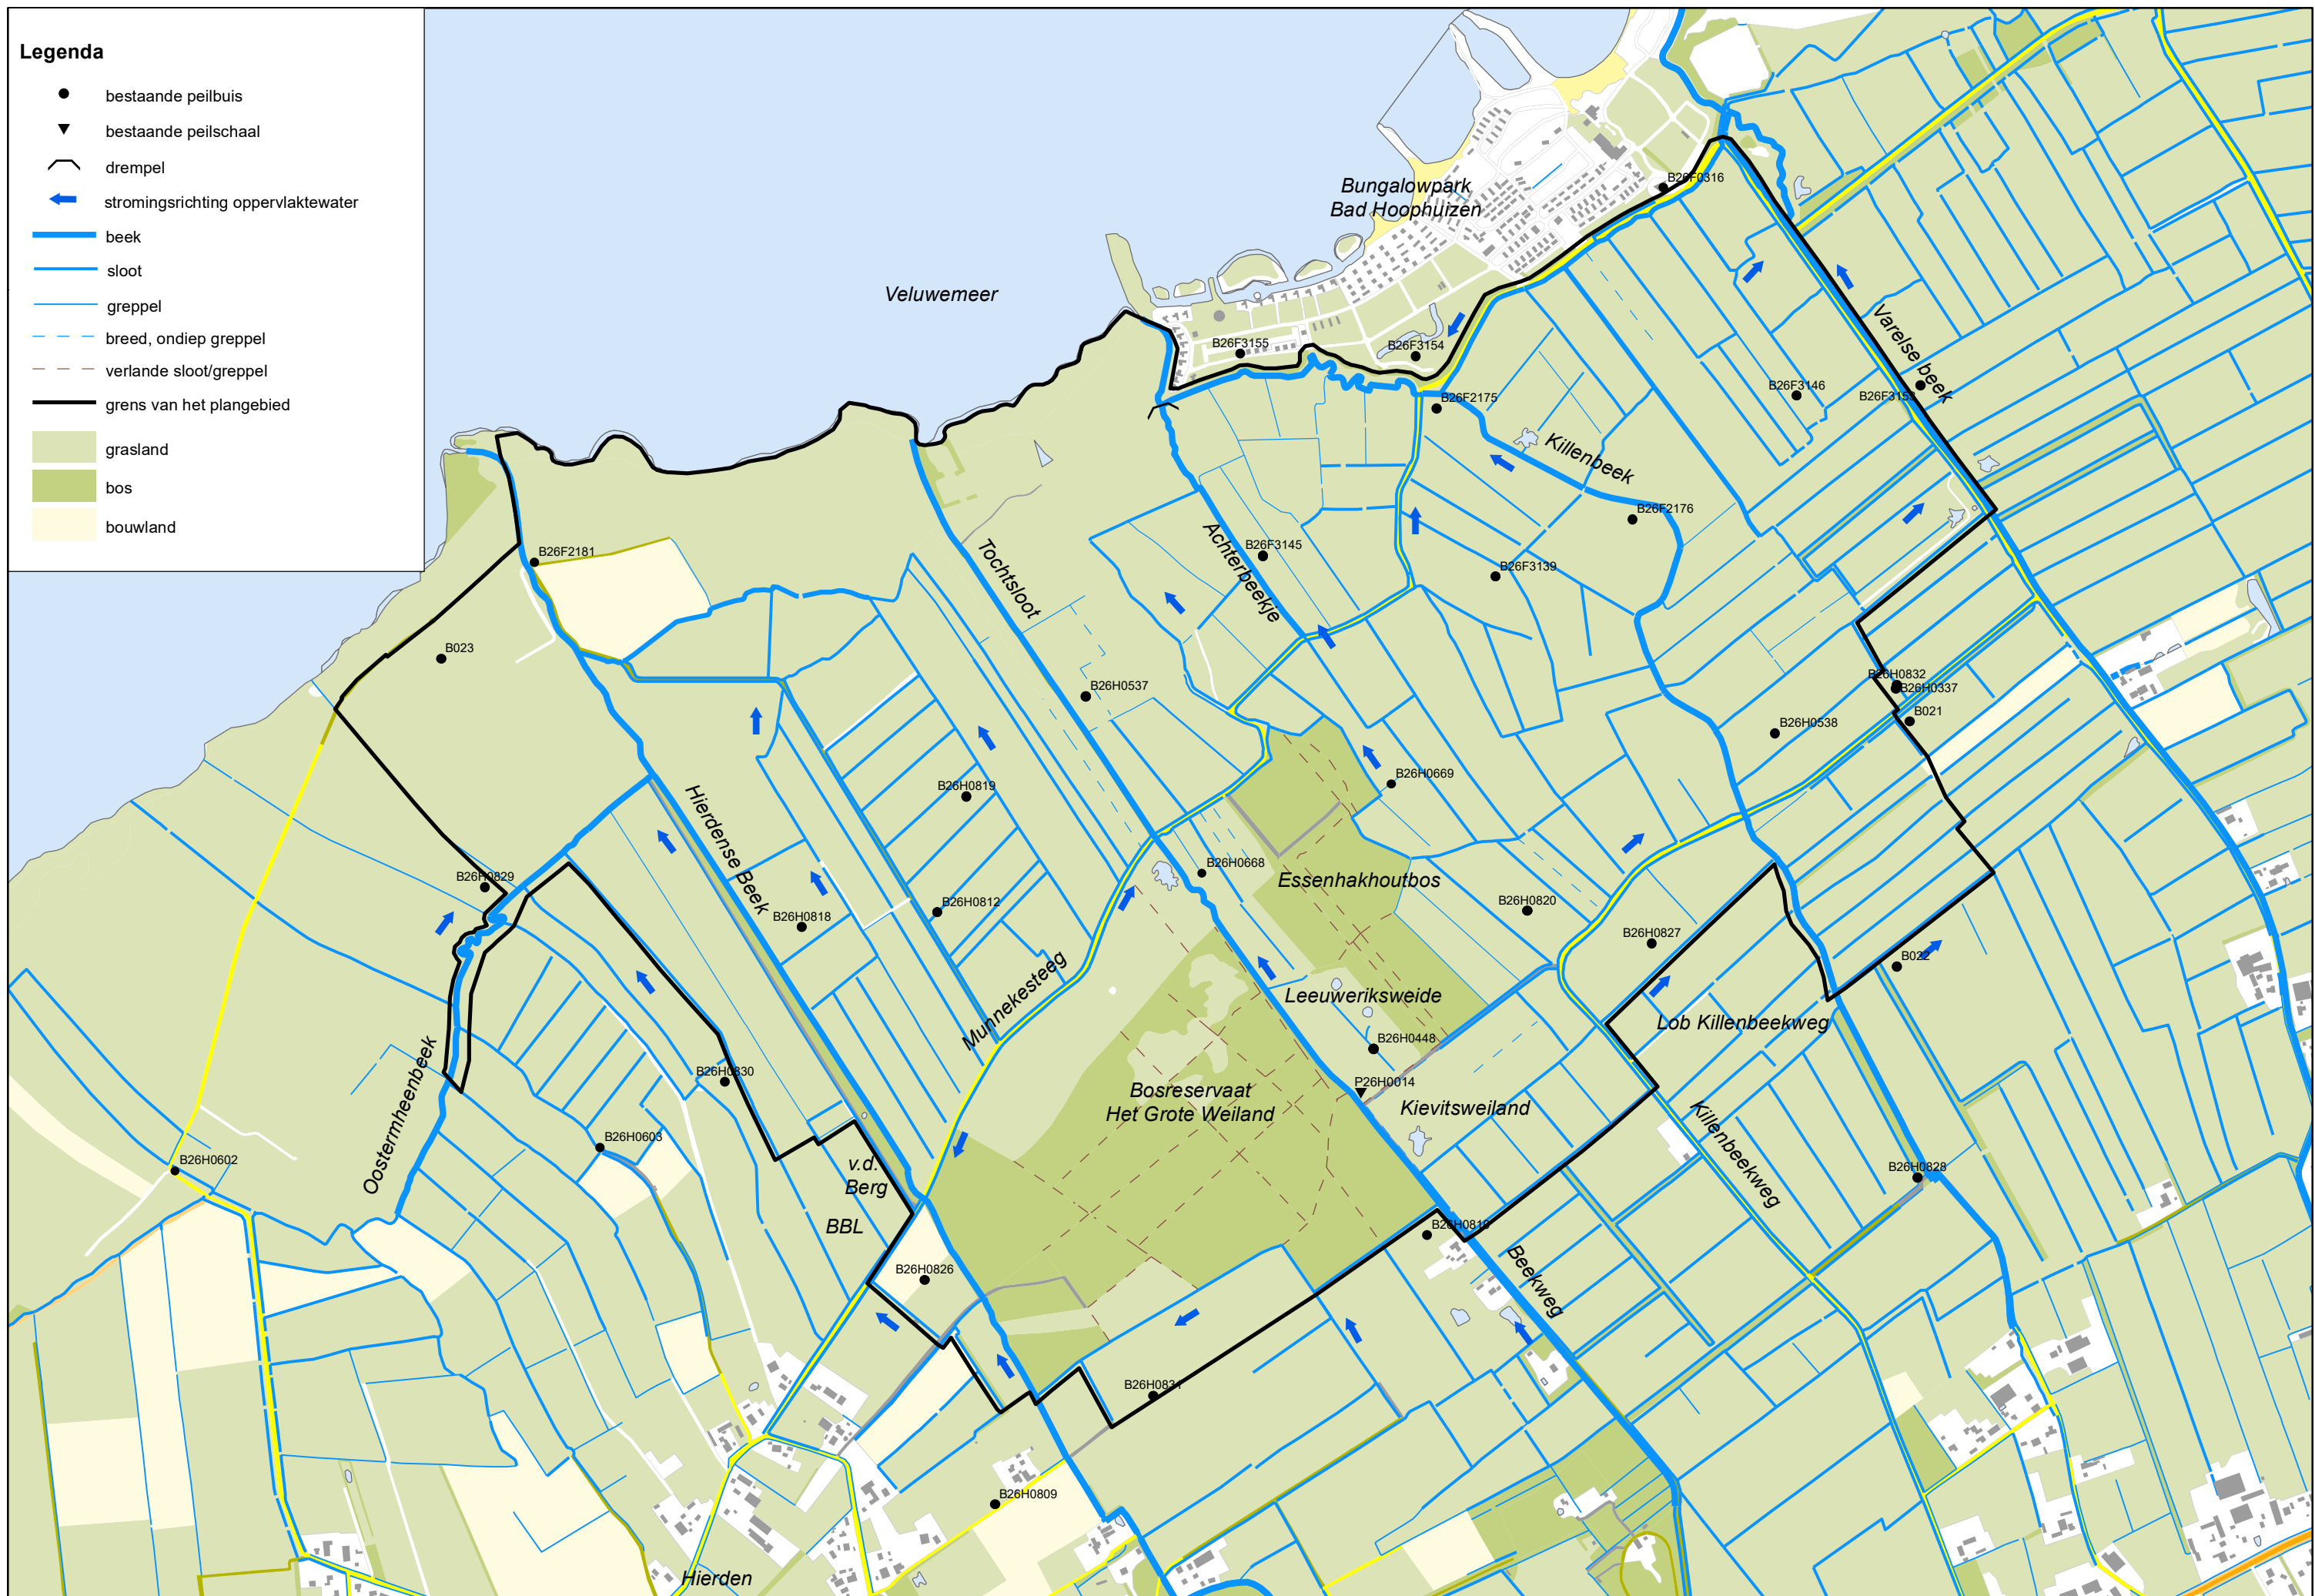 Legenda
bestaande peilbuis
bestaande peilschaal
drempel
stromingsrichting oppervlaktewater
beek
sloot
greppel
breed, ondiep greppel
verlande sloot/greppel
grens van het plangebied
grasland
bos
bouwland
Bungalowpark
Bad Hoophuizen
B26F0316
Veluwemeer
B26F3155
B26F3154
Varelse beek
B26F3146
B26F3153
B26F2175
Killenbeek
B26F2176
B26F2181
Tochtsloot
Achterbeekje
B26F3145
B26F3139
B023
B26H0537
B26H0832
B26H0337
B021
B26H0538
B26H0669
B26H0819
Hierdense Beek
B26H0668
Essenhakhoutbos
B26H0829
B26H0818
B26H0812
B26H0820
B26H0827
B022
Munnekesteeg
Leeuweriksweide
Lob Killenbeekweg
B26H0448
Oostermheenbeek
B26H0830
P26H0014
Bosreservaat
Het Grote Weiland
Kievitsweiland
Killenbeekweg
B26H0603
B26H0602
v.d.
Berg
B26H0828
BBL
B26H0810
B26H0826
Beekweg
B26H0831
B26H0809
Hierden